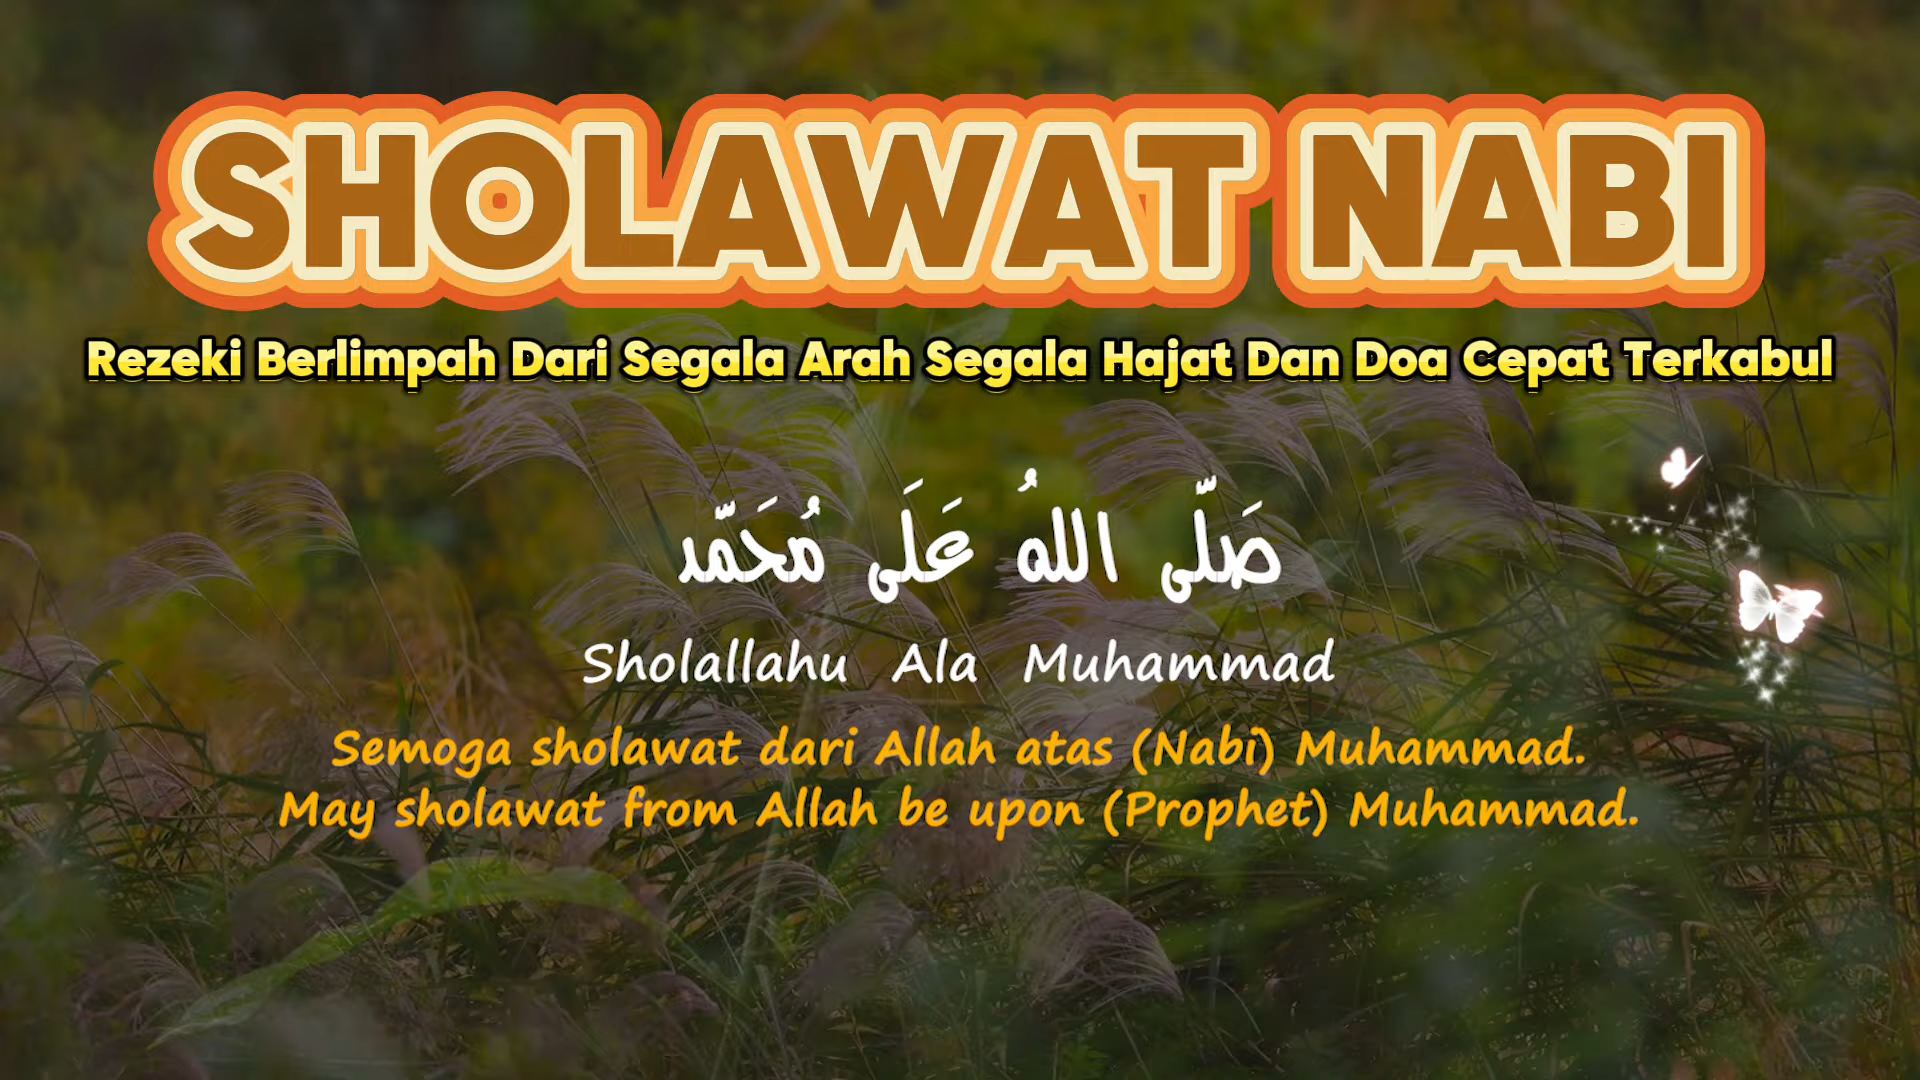 SHOLAWAT NABI
Rezeki Berlimpah Dari Segala Arah Segala Hajat Dan Doa Cepat Terkabul
صَلَّى اللهُ عَلَى مُحَمَّد
Sholallahu Ala Muhammad
Semoga sholawat dari Allah atas (Nabi) Muhammad.
May sholawat from Allah be upon (Prophet) Muhammad.